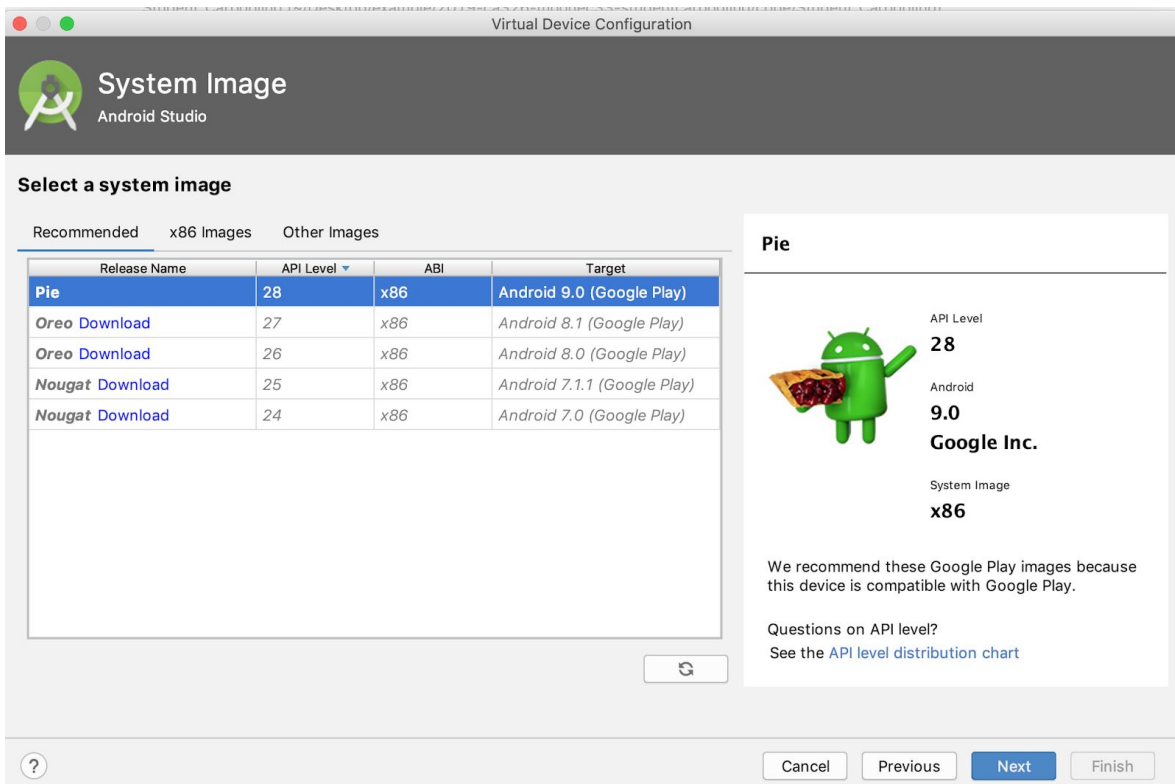 Virtual Device Configuration
System Image
Android Studio
Select a system image
Recommended x86 Images Other Images
Release Name API Level ABI Target
Pie 28 x86 Android 9.0 (Google Play)
Oreo Download 27 x86 Android 8.1 (Google Play)
Oreo Download 26 x86 Android 8.0 (Google Play)
Nougat Download 25 x86 Android 7.1.1 (Google Play)
Nougat Download 24 x86 Android 7.0 (Google Play)
Pie
API Level
28
Android
9.0
Google Inc.
System Image
x86
We recommend these Google Play images because
this device is compatible with Google Play.
Questions on API level?
See the API level distribution chart
? Cancel Previous Next Finish